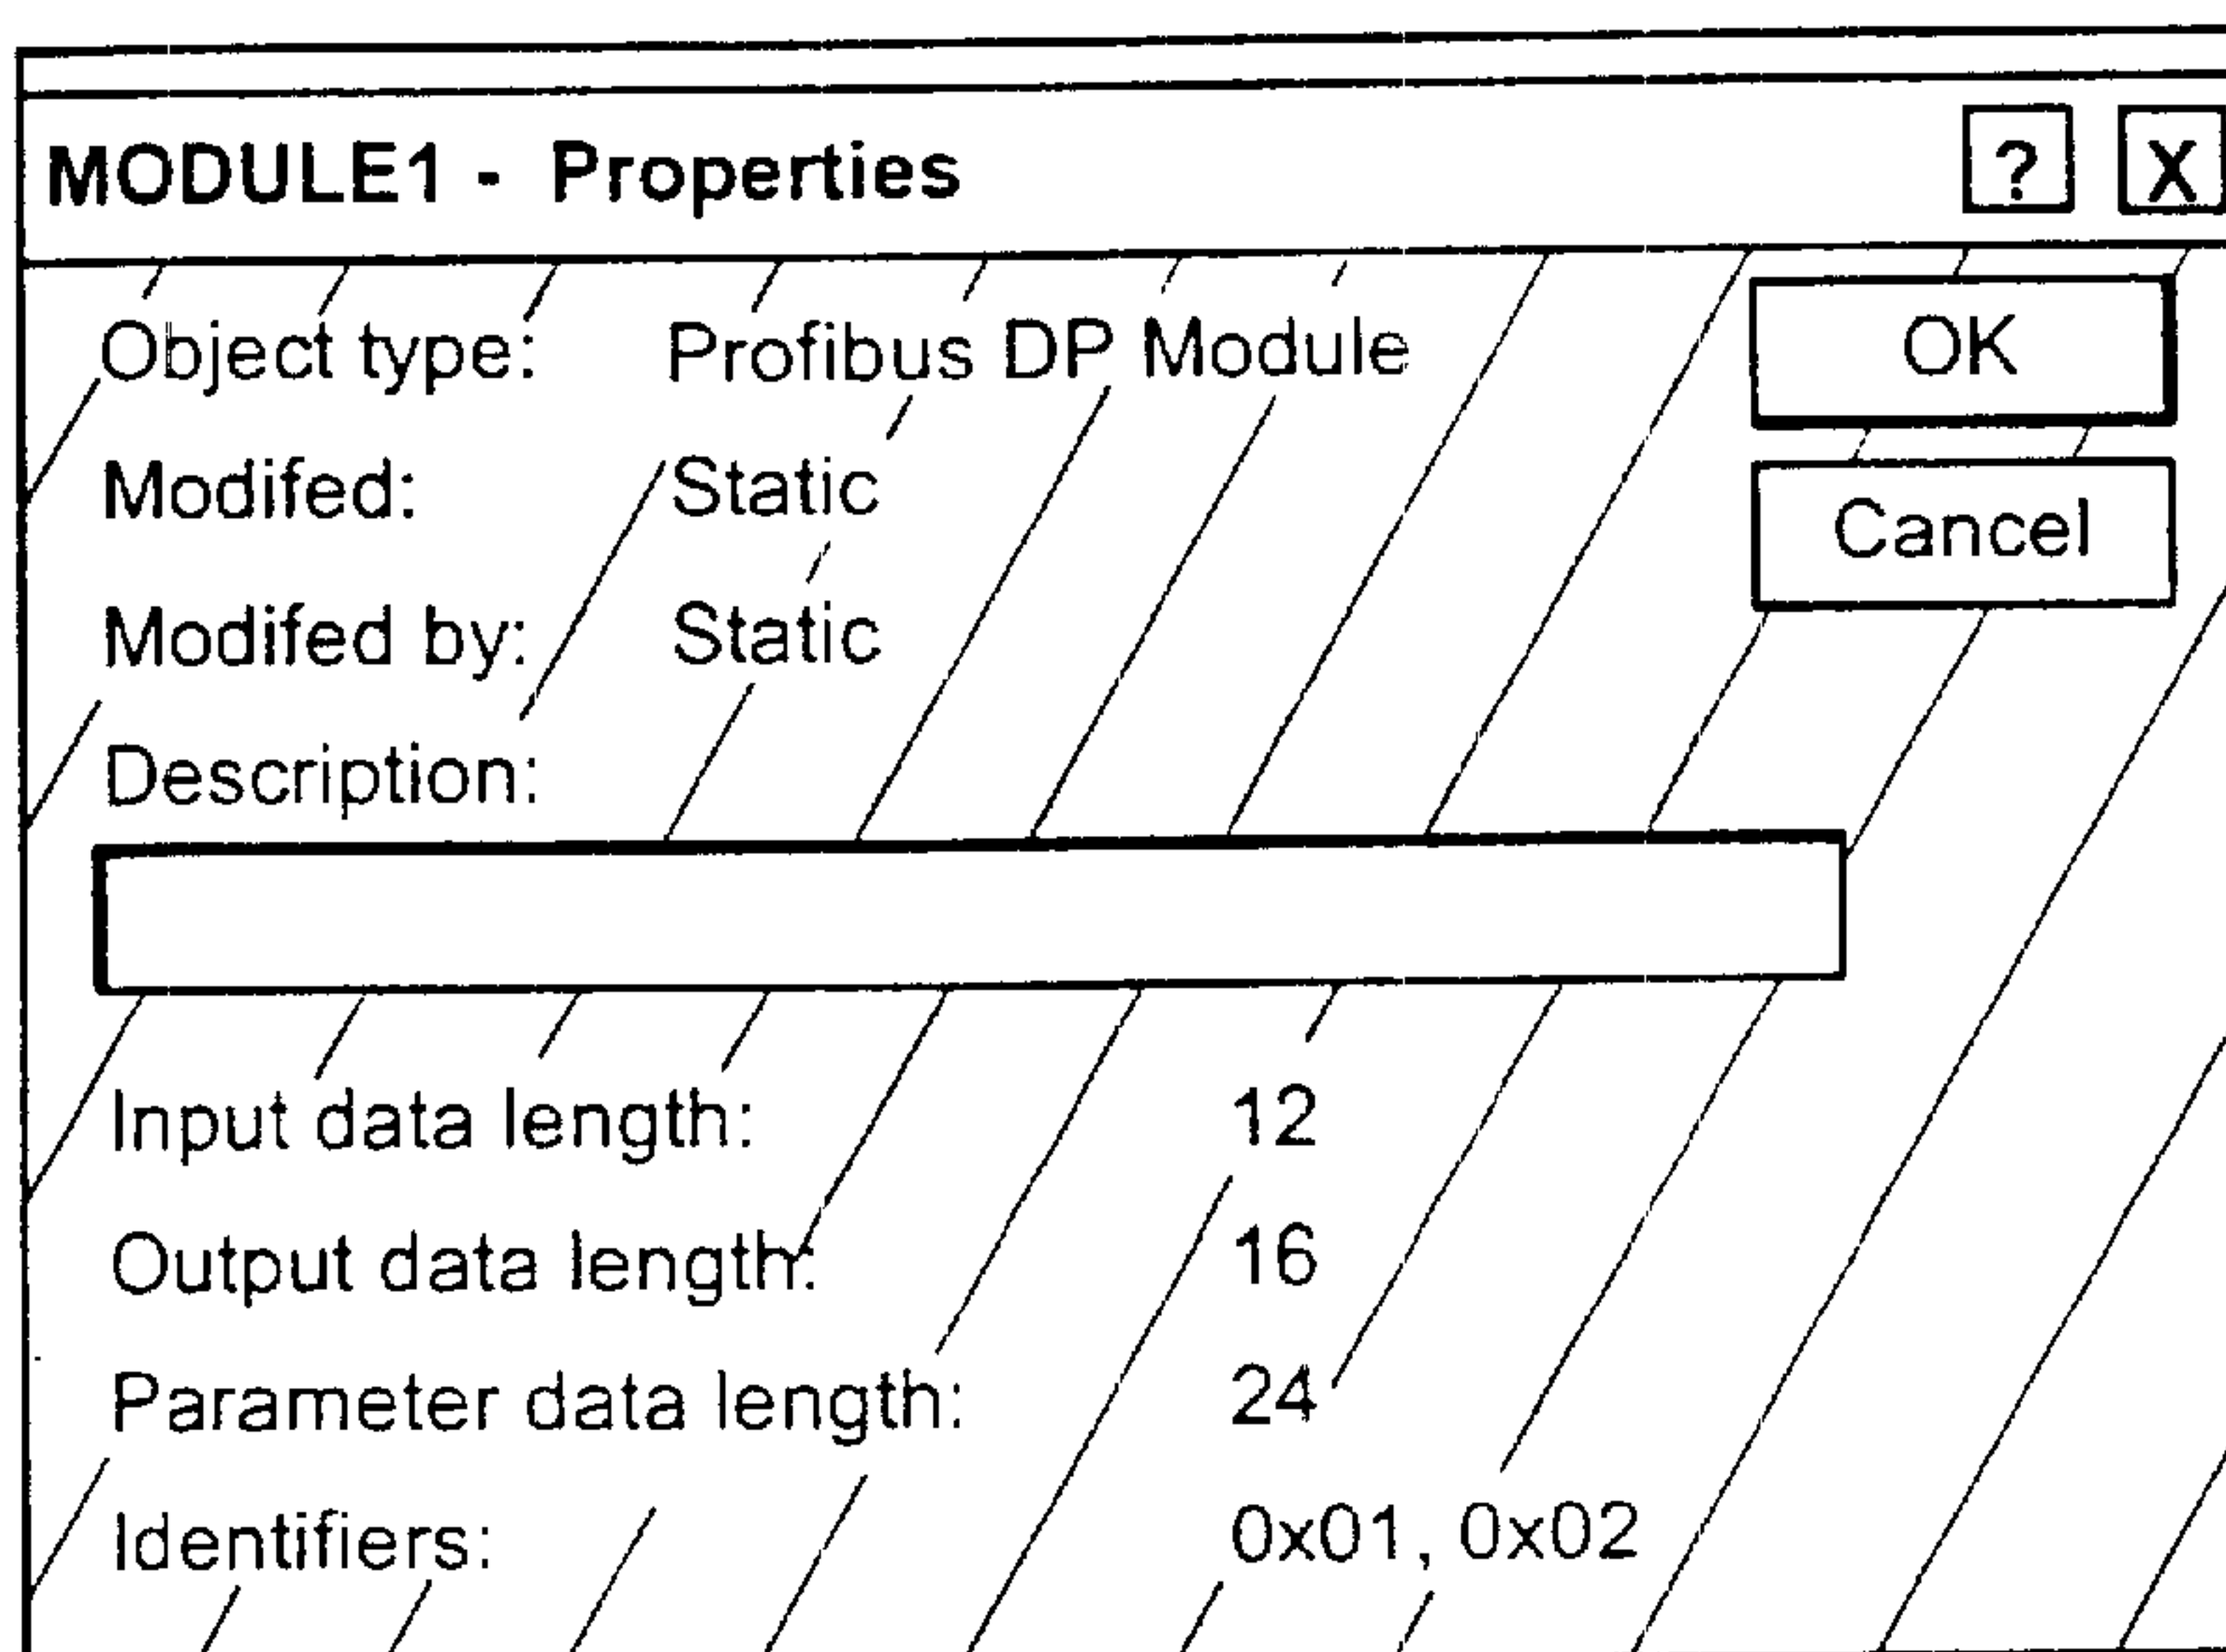 MODULE1 - Properties ? X
Object type: Profibus DP Module OK
Modifed: Static
Cancel
Modifed by: Static
Description:
Input data length: 12
Output data length: 16
Parameter data length: 24
Identifiers: 0x01, 0x02